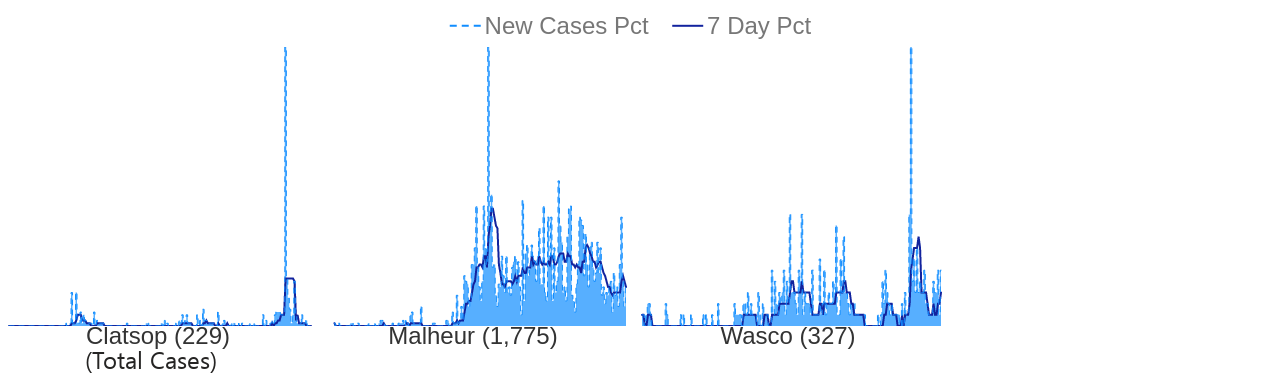 New Cases Pct 7 Day Pct
Clatsop (229) Malheur (1,775) Wasco (327)
(Total Cases)